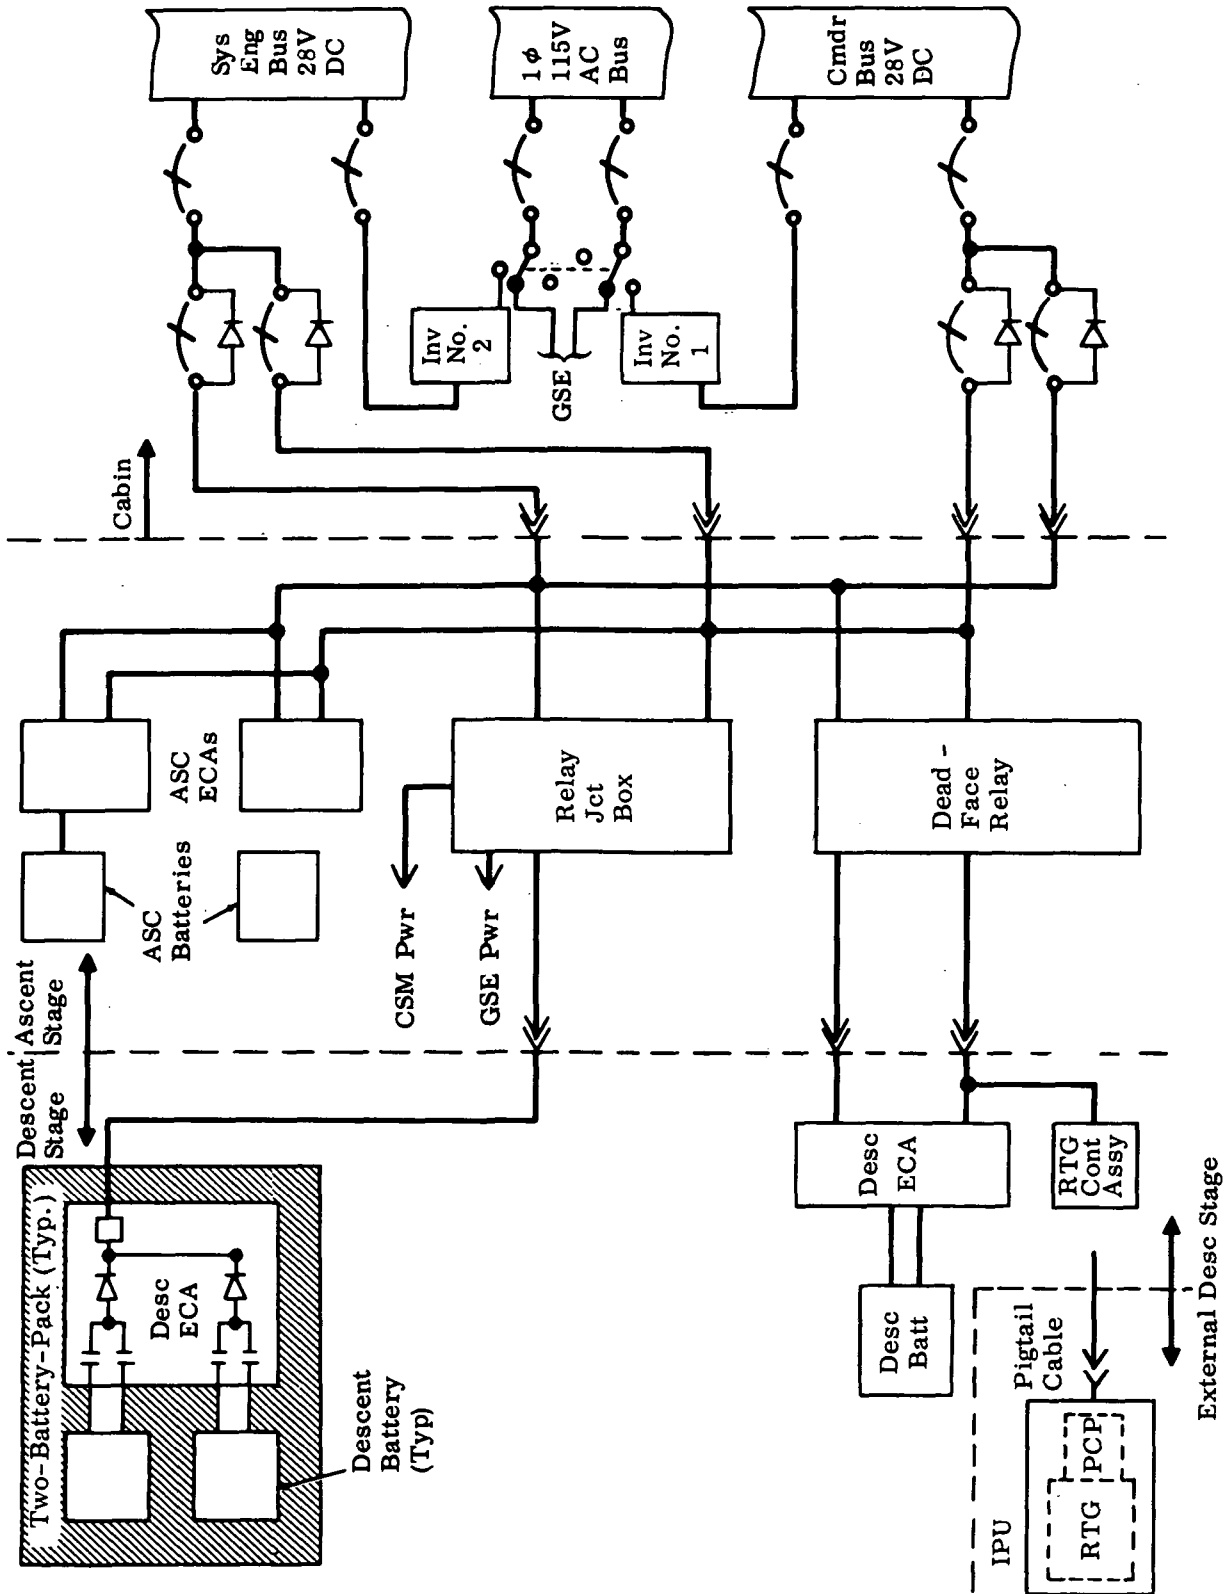 Two-Battery-Pack (Typ.)
Desc
ECA
Descent
Battery
(Typ)
Descent
Stage
Ascent
Stage
ASC
Batteries
ASC
ECAs
Cabin
Sys
Eng
Bus
28V
DC
CSM Pwr
GSE Pwr
Relay
Jct
Box
Inv
No.
2
GSE
Inv
No.
1
1ϕ
115V
AC
Bus
Desc
Batt
Desc
ECA
Dead-
Face
Relay
Cmdr
Bus
28V
DC
IPU
RTG
PCP
Pigtail
Cable
RTG
Cont
Assy
External
Desc Stage